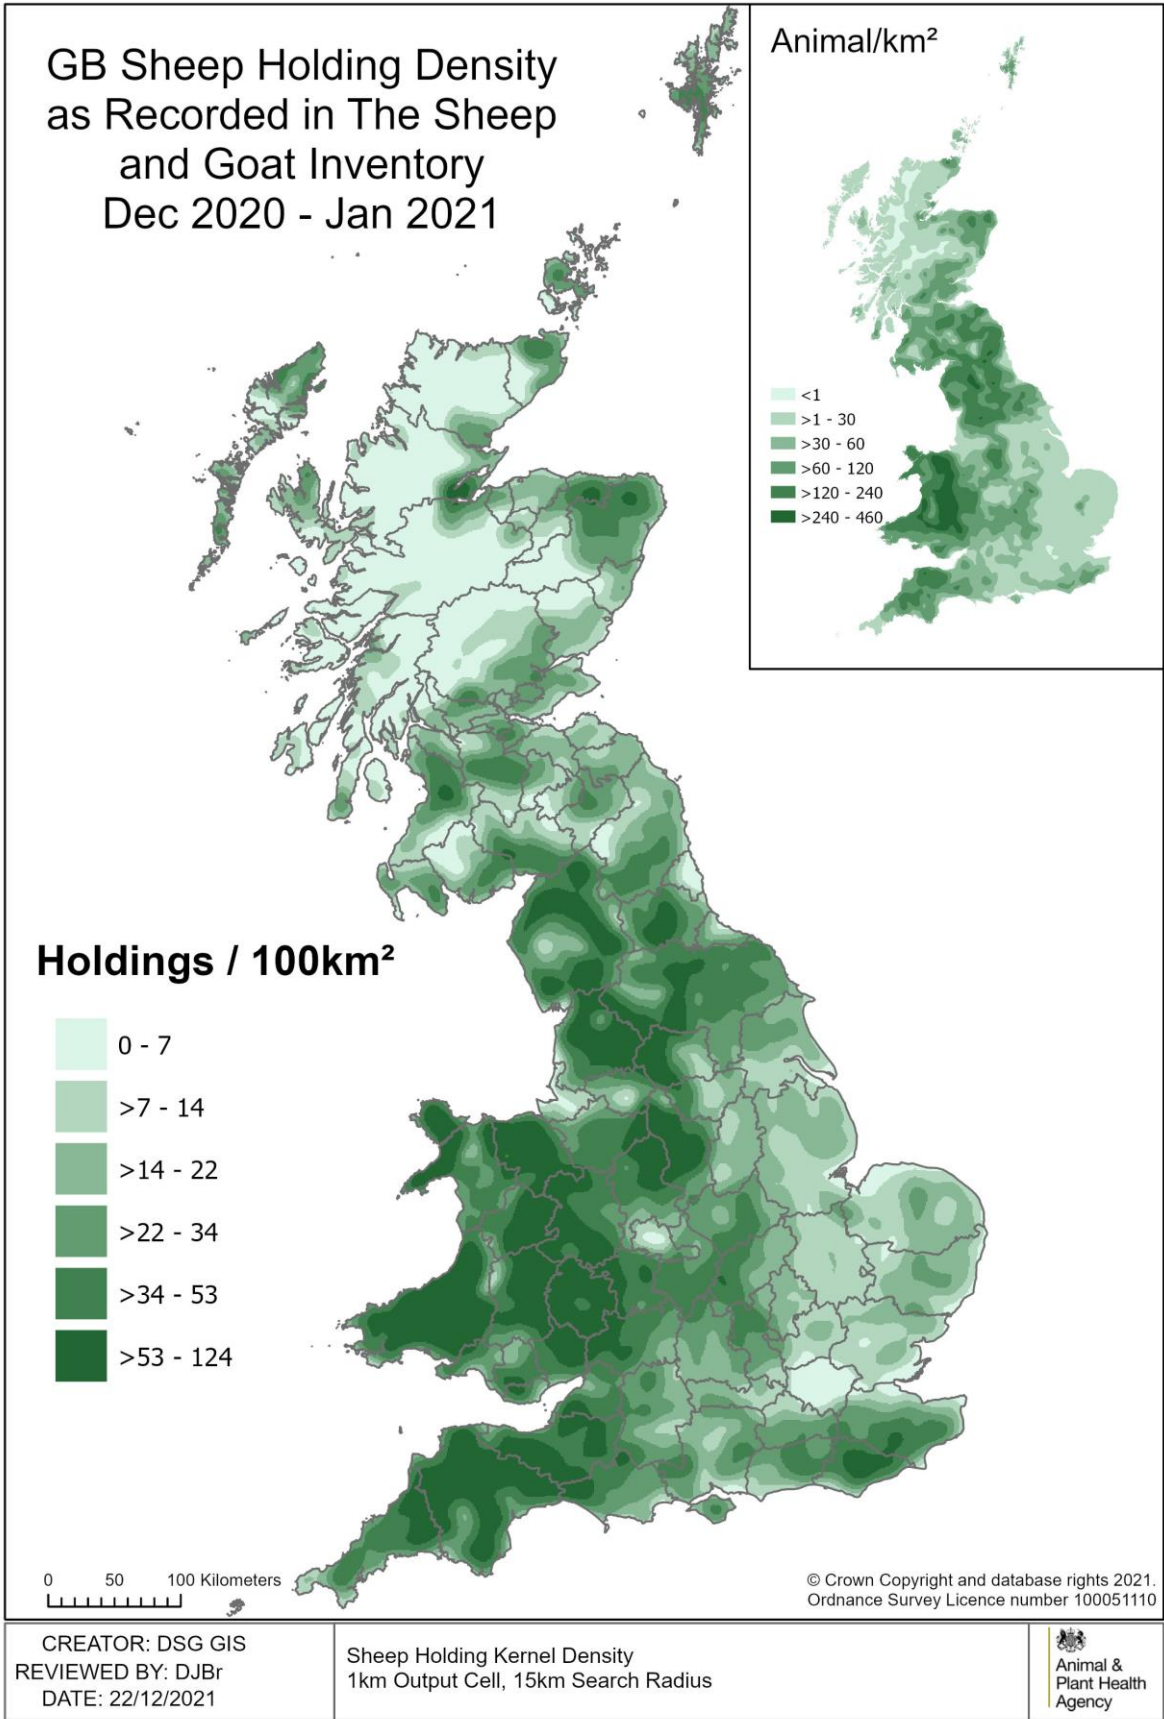 GB Sheep Holding Density
as Recorded in The Sheep
and Goat Inventory
Dec 2020 - Jan 2021
Animal/km²
<1
>1 - 30
>30 - 60
>60 - 120
>120 - 240
>240 - 460
Holdings / 100km²
0 - 7
>7 - 14
>14 - 22
>22 - 34
>34 - 53
>53 - 124
0 50 100 Kilometers
© Crown Copyright and database rights 2021.
Ordnance Survey Licence number 100051110
CREATOR: DSG GIS
REVIEWED BY: DJBr
DATE: 22/12/2021
Sheep Holding Kernel Density
1km Output Cell, 15km Search Radius
Animal &
Plant Health
Agency